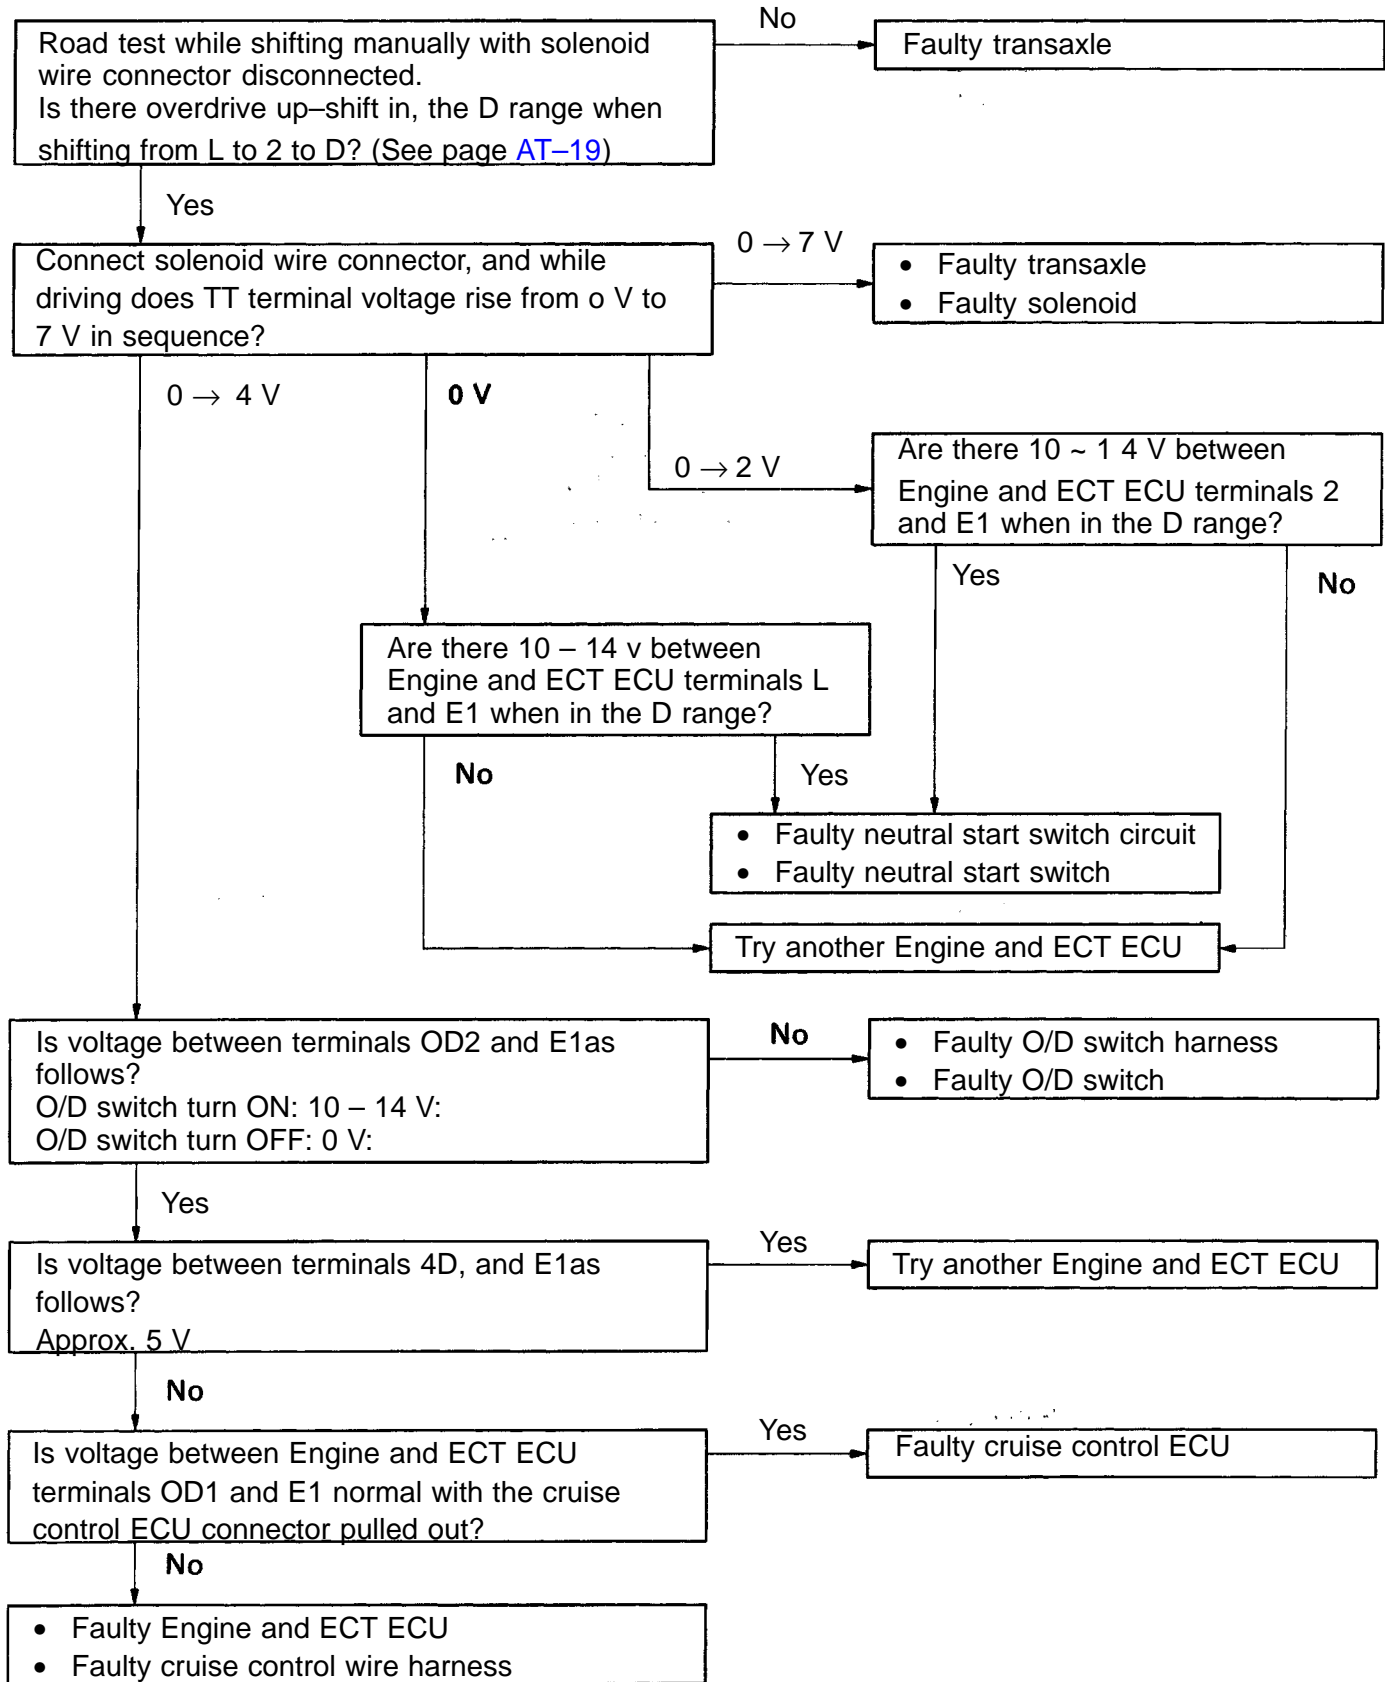 No
Road test while shifting manually with solenoid
wire connector disconnected.
Is there overdrive up–shift in, the D range when
shifting from L to 2 to D? (See page AT–19)
Faulty transaxle
Yes
Connect solenoid wire connector, and while
driving does TT terminal voltage rise from o V to
7 V in sequence?
0 → 7 V
• Faulty transaxle
• Faulty solenoid
0 → 4 V
0 V
0 → 2 V
Are there 10 ~ 1 4 V between
Engine and ECT ECU terminals 2
and E1 when in the D range?
Yes
No
Are there 10 – 14 v between
Engine and ECT ECU terminals L
and E1 when in the D range?
No
Yes
• Faulty neutral start switch circuit
• Faulty neutral start switch
Try another Engine and ECT ECU
Is voltage between terminals OD2 and E1as
follows?
O/D switch turn ON: 10 – 14 V:
O/D switch turn OFF: 0 V:
No
• Faulty O/D switch harness
• Faulty O/D switch
Yes
Is voltage between terminals 4D, and E1as
follows?
Approx. 5 V
Yes
Try another Engine and ECT ECU
No
Is voltage between Engine and ECT ECU
terminals OD1 and E1 normal with the cruise
control ECU connector pulled out?
Yes
Faulty cruise control ECU
No
• Faulty Engine and ECT ECU
• Faulty cruise control wire harness